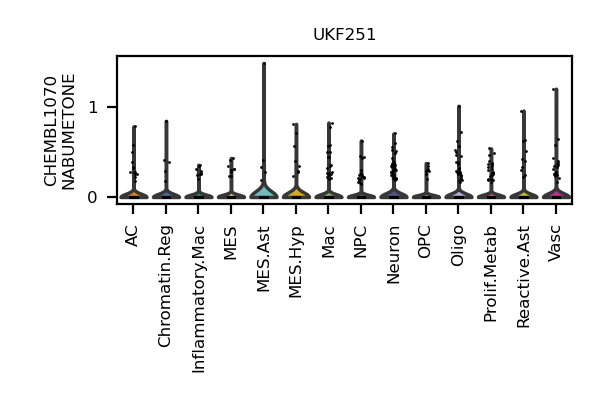 UKF251
CHEMBL1070
NABUMETONE
1
0
AC
Chromatin.Reg
Inflammatory.Mac
MES
MES.Ast
MES.Hyp
Mac
NPC
Neuron
OPC
Oligo
Prolif.Metab
Reactive.Ast
Vasc